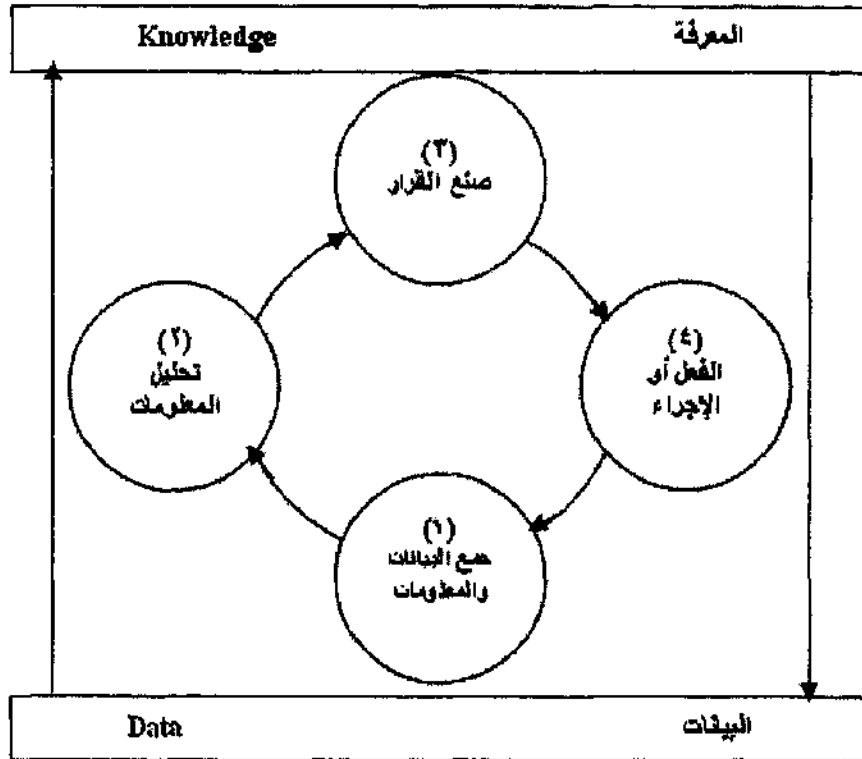 Knowledge المعرفة
(٣)
صنع القرار
(٢)
تحليل
المعلومات
(٤)
الفعل أو
الإجراء
(١)
جمع البيانات
والمعلومات
Data البيانات